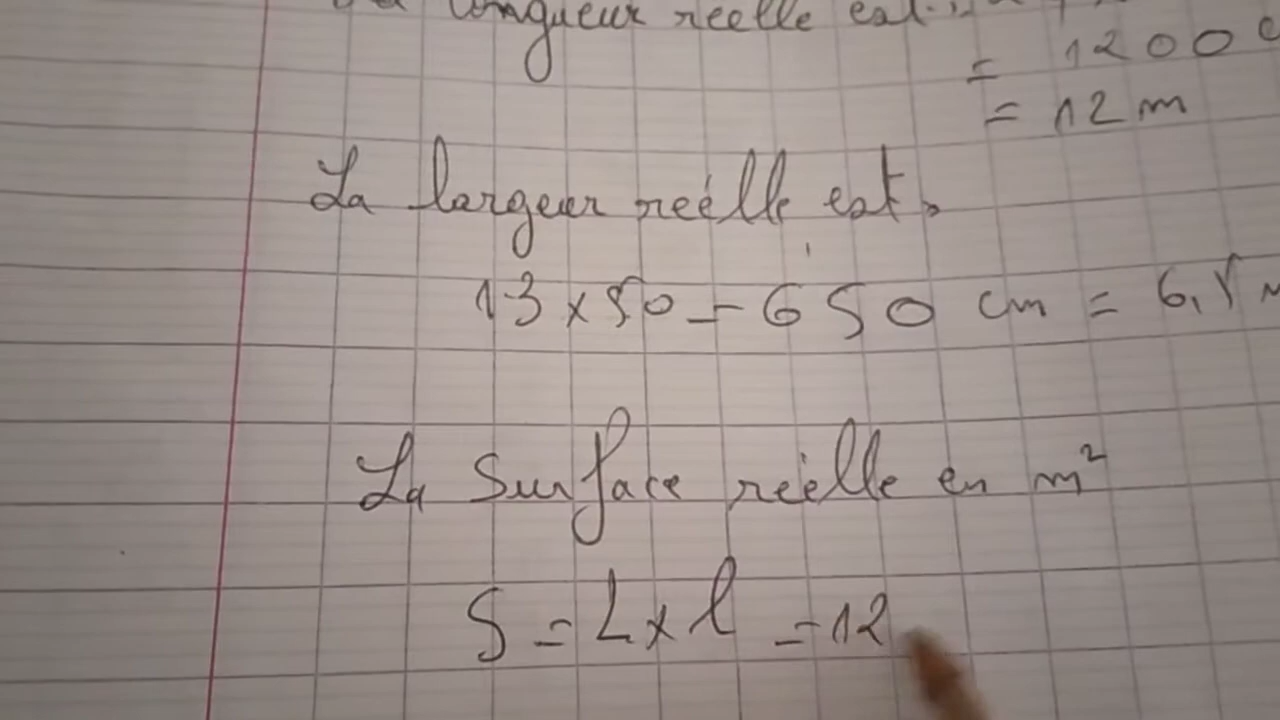 longueur réelle est
= 1200
= 12 m
La largeur réelle est.
13 x 50 = 650 cm = 6,5 m
La Surface réelle en m²
S = L x l = 12